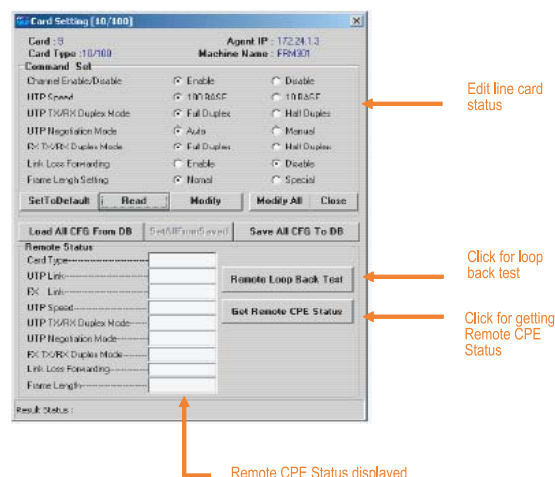 Card Setting [10/100]
Card : 9 Agent IP : 172.24.1.3
Card Type :10/100 Machine Name : FRM301
Command Set
Channel Enable/Disable Enable Disable
UTP Speed 100 BASE 10 BASE
UTP TX/RX Duplex Mode Full Duplex Half Duplex
UTP Negotiation Mode Auto Manual
FX TX/RX Duplex Mode Full Duplex Half Duplex
Link Loss Forwarding Enable Disable
Frame Lengh Setting Nomal Special
SetToDefault Read Modify Modify All Close
Load All CFG From DB SetAllFromSaved Save All CFG To DB
Remote Status
Card Type
UTP Link
FX Link
UTP Speed
UTP TX/RX Duplex Mode
UTP Negotiation Mode
FX TX/RX Duplex Mode
Link Loss Forwarding
Frame Length
Remote Loop Back Test
Get Remote CPE Status
Result Status :
Edit line card
status
Click for loop
back test
Click for getting
Remote CPE
Status
Remote CPE Status displayed